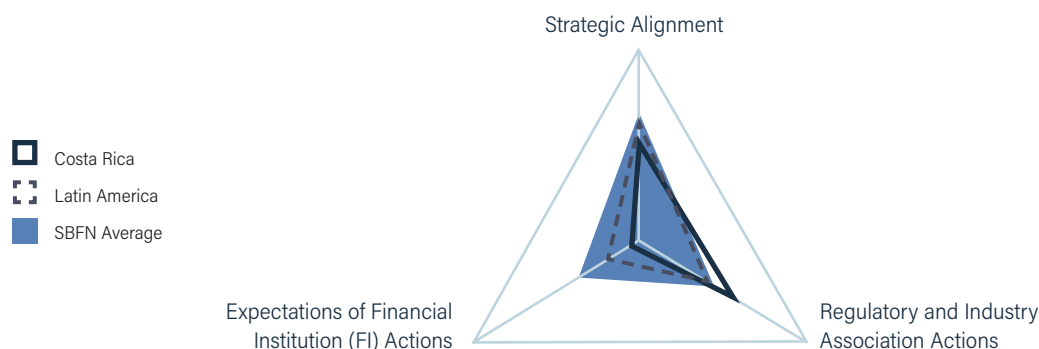 Strategic Alignment
Costa Rica
Latin America
SBFN Average
Expectations of Financial
Institution (FI) Actions
Regulatory and Industry
Association Actions